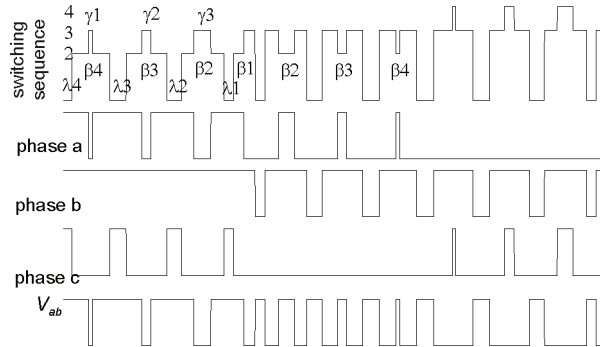 switching sequence
4 γ1 γ2 γ3
3
2
β4 β3 β2 β1 β2 β3 β4
λ4 λ3 λ2 λ1
phase a
phase b
phase c
Vab